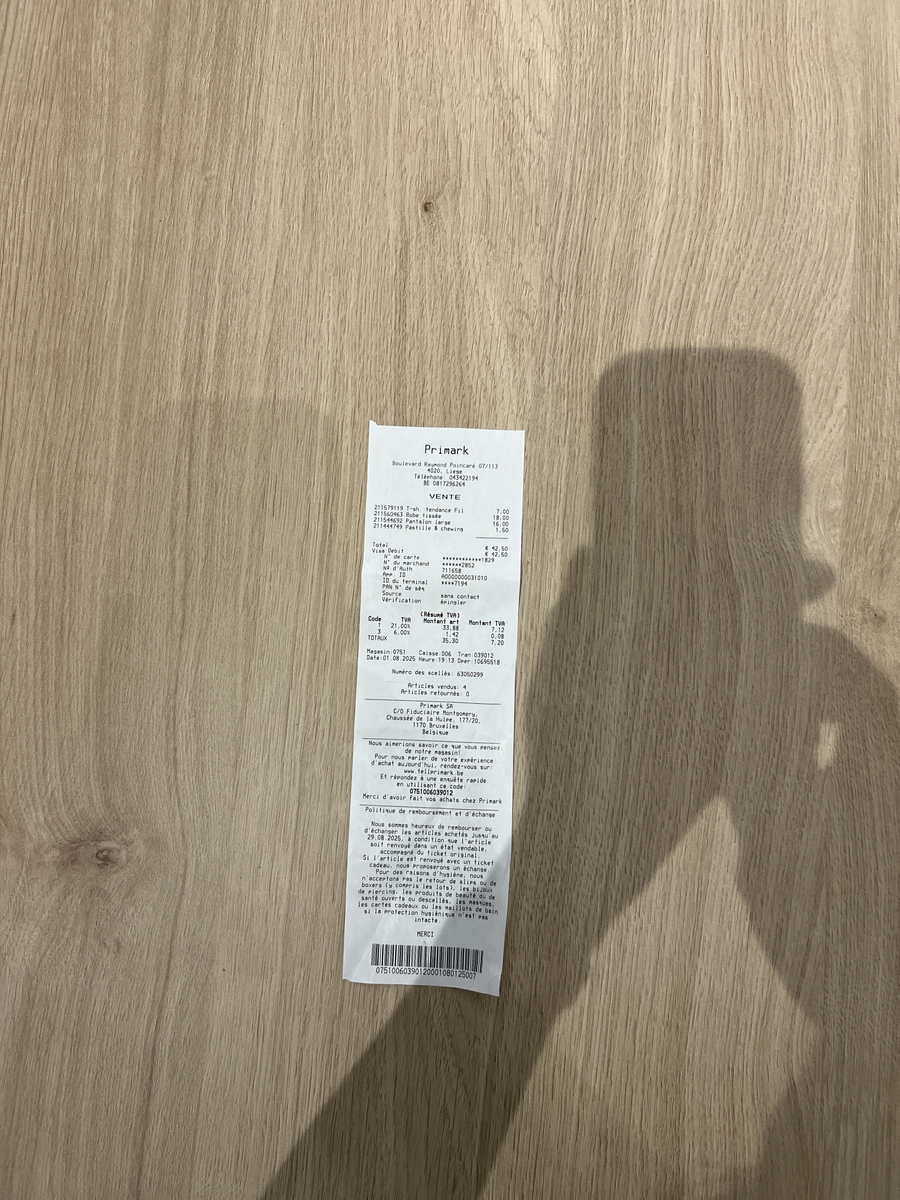 Primark
Boulevard Raymond Poincaré 07/113
4020, Liege
Téléphone: 043422194
BE 0817296264
VENTE
211579119 T-sh. tendance Fil 7,00
211560463 Robe tissée 18,00
211544692 Pantalon large 16,00
211444749 Pastille & chewing 1,50
Total € 42,50
Visa Debit € 42,50
N° de carte ************1829
N° du marchand ******2852
Nº d'Auth 711658
App. ID A0000000031010
ID du terminal ****7194
PAN N° de séq
Source sans contact
Vérification épingler
(Résumé TVA)
Code TVA Montant art Montant TVA
1 21.00% 33,88 7,12
3 6,00% 1,42 0,08
TOTAUX 35,30 7,20
Magasin:0751 Caisse:006 Tran:039012
Date:01.08.2025 Heure:19:13 Oper:10695518
Numéro des scellés: 63050299
Articles vendus: 4
Articles retournés: 0
Primark SA
C/O Fiduciaire Montgomery,
Chaussée de la Hulpe, 177/20,
1170 Bruxelles
Belgique
Nous aimerions savoir ce que vous pensez
de notre magasin!
Pour nous parler de votre expérience
d'achat aujourd'hui, rendez-vous sur:
www.tellprimark.be
Et répondez à une enquête rapide
en utilisant ce code:
0751006039012
Merci d'avoir fait vos achats chez Primark
Politique de remboursement et d'échange
Nous sommes heureux de rembourser ou
d'échanger les articles achetés jusqu'au
29.08.2025, à condition que l'article
soit renvoyé dans un état vendable,
accompagné du ticket original.
Si l'article est renvoyé avec un ticket
cadeau, nous proposerons un échange.
Pour des raisons d'hygiène, nous
n'acceptons pas le retour de slips ou de
boxers (y compris les lots), les bijoux
de piercing, les produits de beauté ou de
santé ouverts ou descellés, les masques,
les cartes cadeaux ou les maillots de bain
si la protection hygiénique n'est pas
intacte.
MERCI
07510060390120001080125007